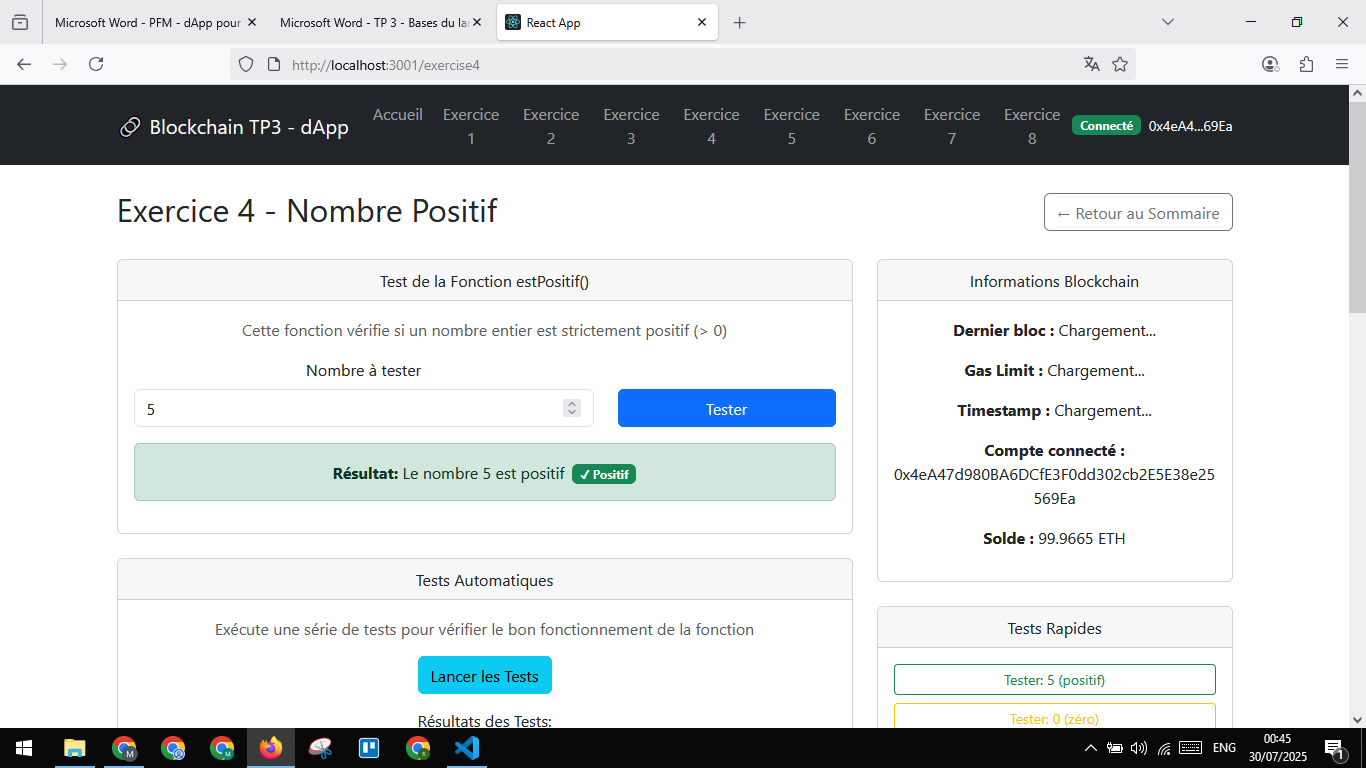 Microsoft Word - PFM - dApp pour
Microsoft Word - TP 3 - Bases du la
React App
http://localhost:3001/exercise4
Blockchain TP3 - dApp
Accueil
Exercice 1
Exercice 2
Exercice 3
Exercice 4
Exercice 5
Exercice 6
Exercice 7
Exercice 8
Connecté
0x4eA4...69Ea
Exercice 4 - Nombre Positif
← Retour au Sommaire
Test de la Fonction estPositif()
Cette fonction vérifie si un nombre entier est strictement positif (> 0)
Nombre à tester
5
Tester
Résultat: Le nombre 5 est positif ✓ Positif
Informations Blockchain
Dernier bloc : Chargement...
Gas Limit : Chargement...
Timestamp : Chargement...
Compte connecté :
0x4eA47d980BA6DCfE3F0dd302cb2E5E38e25
569Ea
Solde : 99.9665 ETH
Tests Automatiques
Exécute une série de tests pour vérifier le bon fonctionnement de la fonction
Lancer les Tests
Résultats des Tests:
Tests Rapides
Tester: 5 (positif)
Tester: 0 (zéro)
ENG
00:45
30/07/2025
1